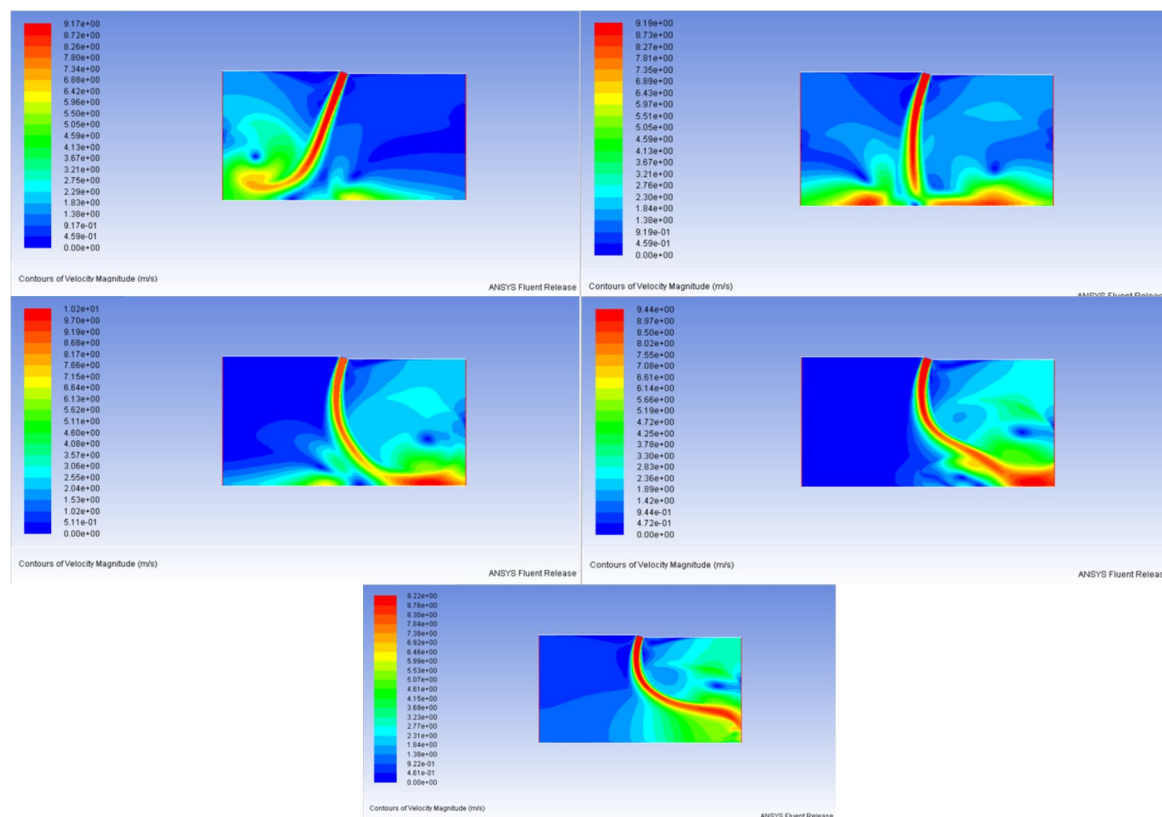 9.17e+00
8.72e+00
8.26e+00
7.80e+00
7.34e+00
6.88e+00
6.42e+00
5.96e+00
5.50e+00
5.05e+00
4.59e+00
4.13e+00
3.67e+00
3.21e+00
2.75e+00
2.29e+00
1.83e+00
1.38e+00
9.17e-01
4.59e-01
0.00e+00
Contours of Velocity Magnitude (m/s)
ANSYS Fluent Release
9.19e+00
8.73e+00
8.27e+00
7.81e+00
7.35e+00
6.89e+00
6.43e+00
5.97e+00
5.51e+00
5.05e+00
4.59e+00
4.13e+00
3.67e+00
3.21e+00
2.76e+00
2.30e+00
1.84e+00
1.38e+00
9.19e-01
4.59e-01
0.00e+00
Contours of Velocity Magnitude (m/s)
ANSYS Fluent Release
1.02e+01
9.70e+00
9.19e+00
8.68e+00
8.17e+00
7.66e+00
7.15e+00
6.64e+00
6.13e+00
5.62e+00
5.11e+00
4.60e+00
4.08e+00
3.57e+00
3.06e+00
2.55e+00
2.04e+00
1.53e+00
1.02e+00
5.11e-01
0.00e+00
Contours of Velocity Magnitude (m/s)
ANSYS Fluent Release
9.44e+00
8.97e+00
8.50e+00
8.02e+00
7.55e+00
7.08e+00
6.61e+00
6.14e+00
5.66e+00
5.19e+00
4.72e+00
4.25e+00
3.78e+00
3.30e+00
2.83e+00
2.36e+00
1.89e+00
1.42e+00
9.44e-01
4.72e-01
0.00e+00
Contours of Velocity Magnitude (m/s)
ANSYS Fluent Release
9.22e+00
8.76e+00
8.30e+00
7.84e+00
7.38e+00
6.92e+00
6.46e+00
5.99e+00
5.53e+00
5.07e+00
4.61e+00
4.15e+00
3.69e+00
3.23e+00
2.77e+00
2.31e+00
1.84e+00
1.38e+00
9.22e-01
4.61e-01
0.00e+00
Contours of Velocity Magnitude (m/s)
ANSYS Fluent Release